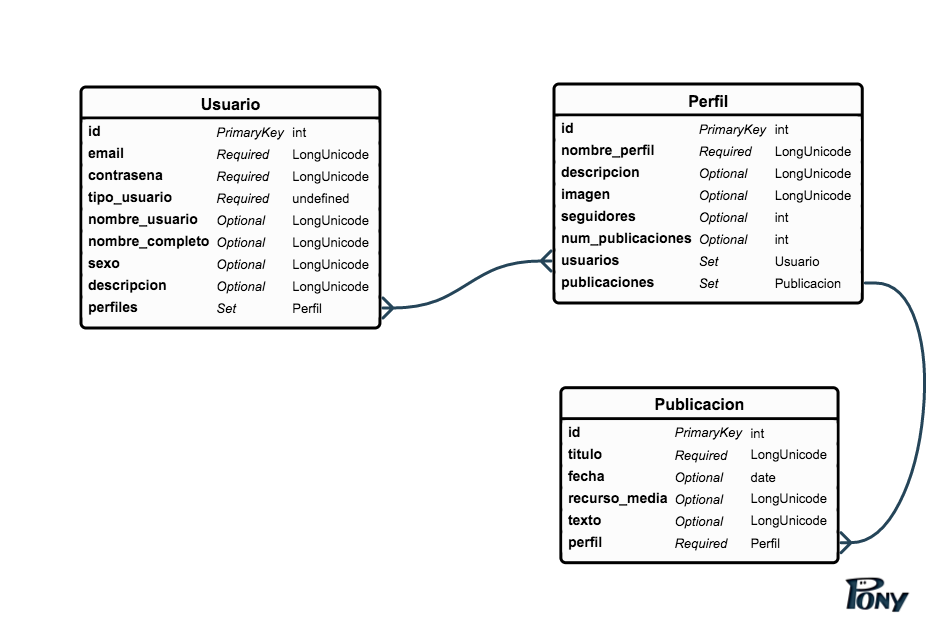 Usuario
id PrimaryKey int
email Required LongUnicode
contrasena Required LongUnicode
tipo_usuario Required undefined
nombre_usuario Optional LongUnicode
nombre_completo Optional LongUnicode
sexo Optional LongUnicode
descripcion Optional LongUnicode
perfiles Set Perfil
Perfil
id PrimaryKey int
nombre_perfil Required LongUnicode
descripcion Optional LongUnicode
imagen Optional LongUnicode
seguidores Optional int
num_publicaciones Optional int
usuarios Set Usuario
publicaciones Set Publicacion
Publicacion
id PrimaryKey int
titulo Required LongUnicode
fecha Optional date
recurso_media Optional LongUnicode
texto Optional LongUnicode
perfil Required Perfil
PONY